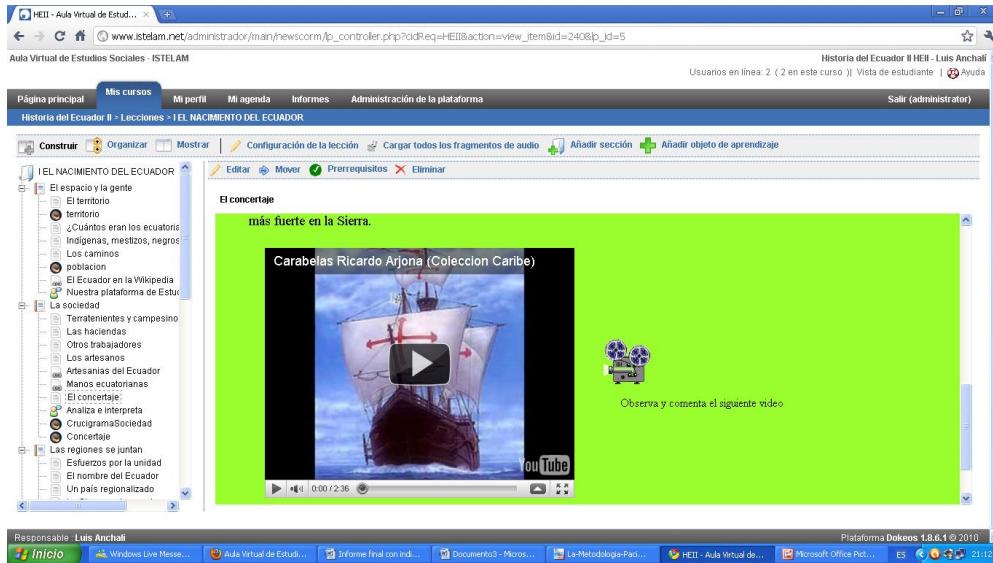 HEII - Aula Virtual de Estud...
www.istelam.net/administrador/main/newscorm/lp_controller.php?cidReq=HEII&action=view_item&id=240&lp_id=5
Aula Virtual de Estudios Sociales - ISTELAM
Historia del Ecuador II HEII - Luis Anchalí
Usuarios en línea: 2 ( 2 en este curso )| Vista de estudiante | Ayuda
Página principal Mis cursos Mi perfil Mi agenda Informes Administración de la plataforma Salir (administrator)
Historia del Ecuador II > Lecciones > I EL NACIMIENTO DEL ECUADOR
Construir Organizar Mostrar Configuración de la lección Cargar todos los fragmentos de audio Añadir sección Añadir objeto de aprendizaje
I EL NACIMIENTO DEL ECUADOR
El espacio y la gente
El territorio
territorio
¿Cuántos eran los ecuatoria
Indígenas, mestizos, negros
Los caminos
poblacion
El Ecuador en la Wikipedia
Nuestra plataforma de Estu
La sociedad
Terratenientes y campesino
Las haciendas
Otros trabajadores
Los artesanos
Artesanias del Ecuador
Manos ecuatorianas
El concertaje
Analiza e interpreta
CrucigramaSociedad
Concertaje
Las regiones se juntan
Esfuerzos por la unidad
El nombre del Ecuador
Un país regionalizado
Editar Mover Prerrequisitos Eliminar
El concertaje
más fuerte en la Sierra.
Carabelas Ricardo Arjona (Coleccion Caribe)
YouTube
0:00 / 2:36
Observa y comenta el siguiente video
Responsable : Luis Anchali
Plataforma Dokeos 1.8.6.1 © 2010
Inicio Windows Live Messe... Aula Virtual de Estudi... Informe final con indi... Documento3 - Micros... La-Metodologia-Paci... HEII - Aula Virtual de... Microsoft Office Pict... ES 21:12